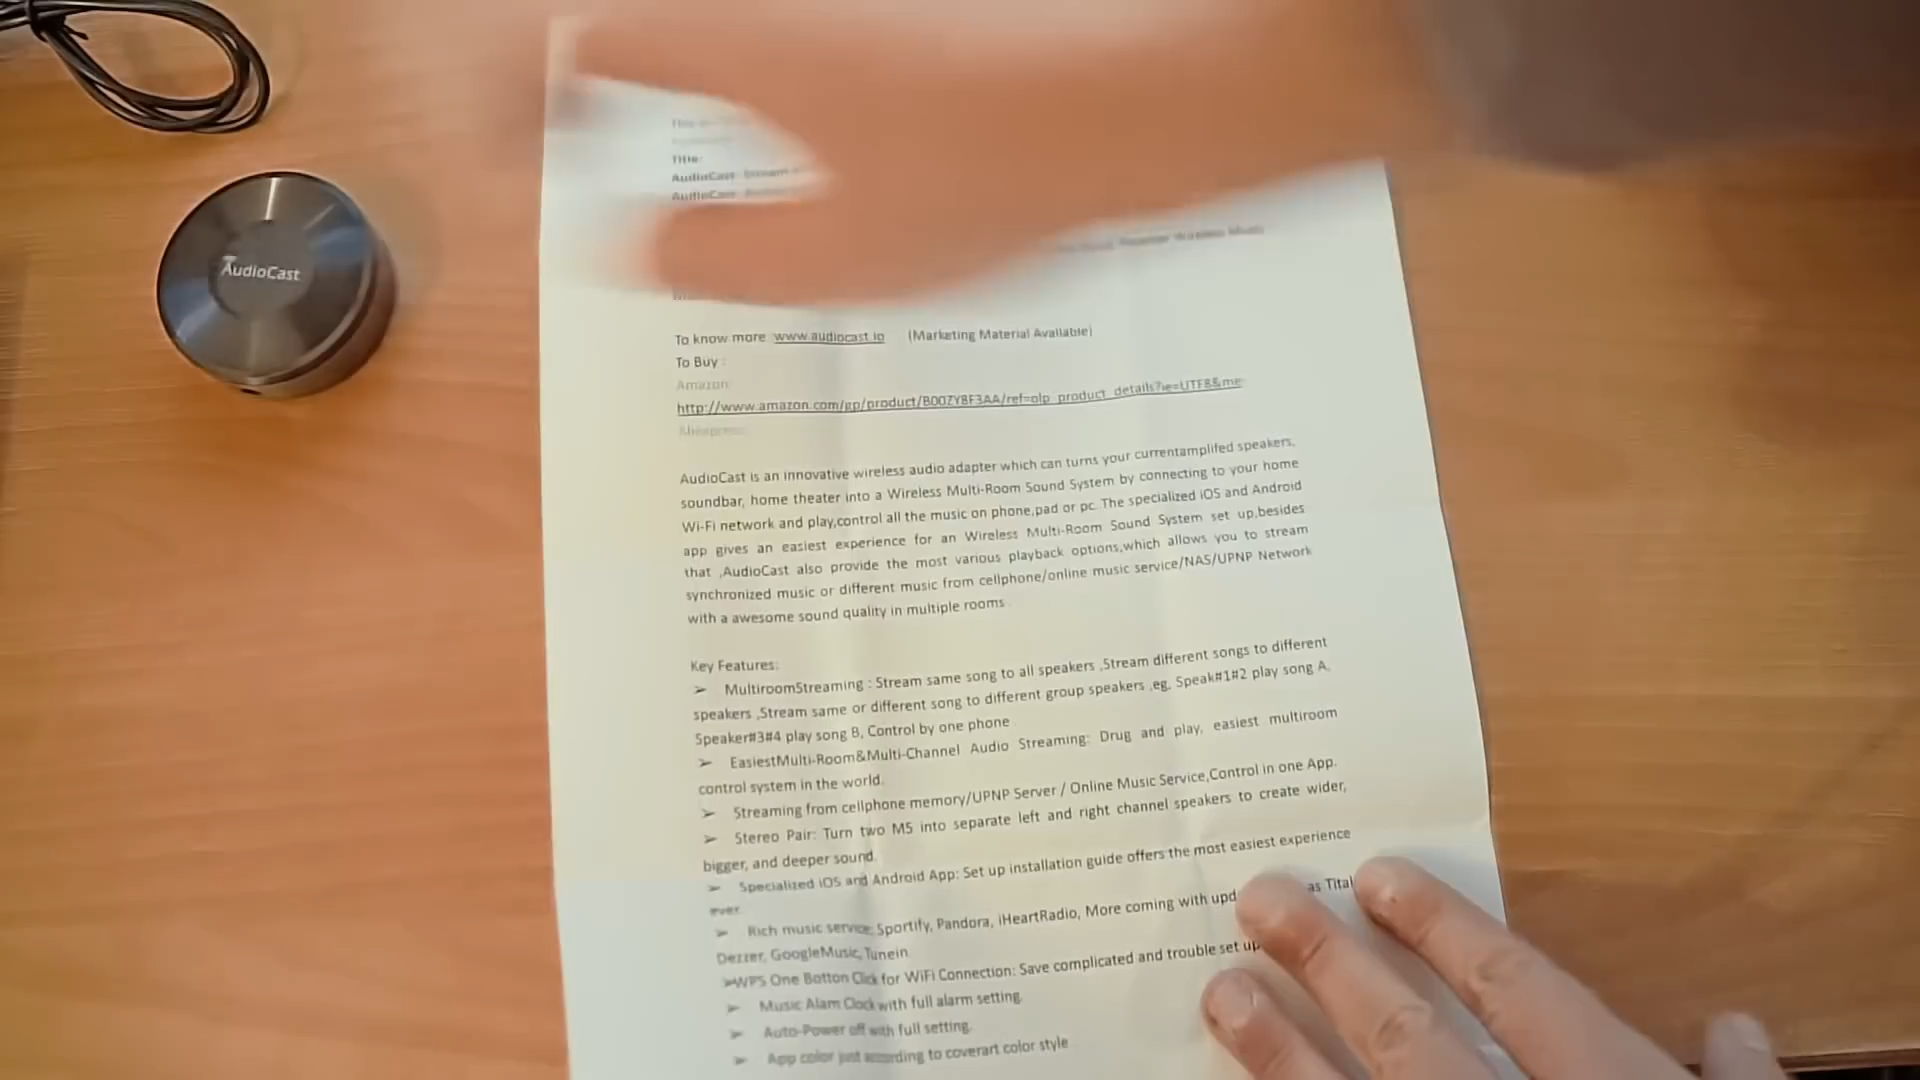 AudioCast
Title:
AudioCast: Stream
AudioCast
Receiver Wireless Music
To know more :www.audiocast.io (Marketing Material Available)
To Buy :
Amazon:
http://www.amazon.com/gp/product/B00ZY8F3AA/ref=olp_product_details?ie=UTF8&me=
Aliexpress:
AudioCast is an innovative wireless audio adapter which can turns your currentamplifed speakers,
soundbar, home theater into a Wireless Multi-Room Sound System by connecting to your home
Wi-Fi network and play,control all the music on phone,pad or pc. The specialized iOS and Android
app gives an easiest experience for an Wireless Multi-Room Sound System set up,besides
that ,AudioCast also provide the most various playback options,which allows you to stream
synchronized music or different music from cellphone/online music service/NAS/UPNP Network
with a awesome sound quality in multiple rooms .
Key Features:
➢ MultiroomStreaming : Stream same song to all speakers ,Stream different songs to different
speakers ,Stream same or different song to different group speakers ,eg. Speak#1#2 play song A,
Speaker#3#4 play song B, Control by one phone
➢ EasiestMulti-Room&Multi-Channel Audio Streaming: Drug and play, easiest multiroom
control system in the world.
➢ Streaming from cellphone memory/UPNP Server / Online Music Service,Control in one App.
➢ Stereo Pair: Turn two M5 into separate left and right channel speakers to create wider,
bigger, and deeper sound.
➢ Specialized iOS and Android App: Set up installation guide offers the most easiest experience
ever.
➢ Rich music service: Sportify, Pandora, iHeartRadio, More coming with upd as Tital
Dezzer, GoogleMusic, Tunein
➢WPS One Botton Click for WiFi Connection: Save complicated and trouble set up
➢ Music Alam Clock with full alarm setting.
➢ Auto-Power off with full setting.
➢ App color just according to coverart color style